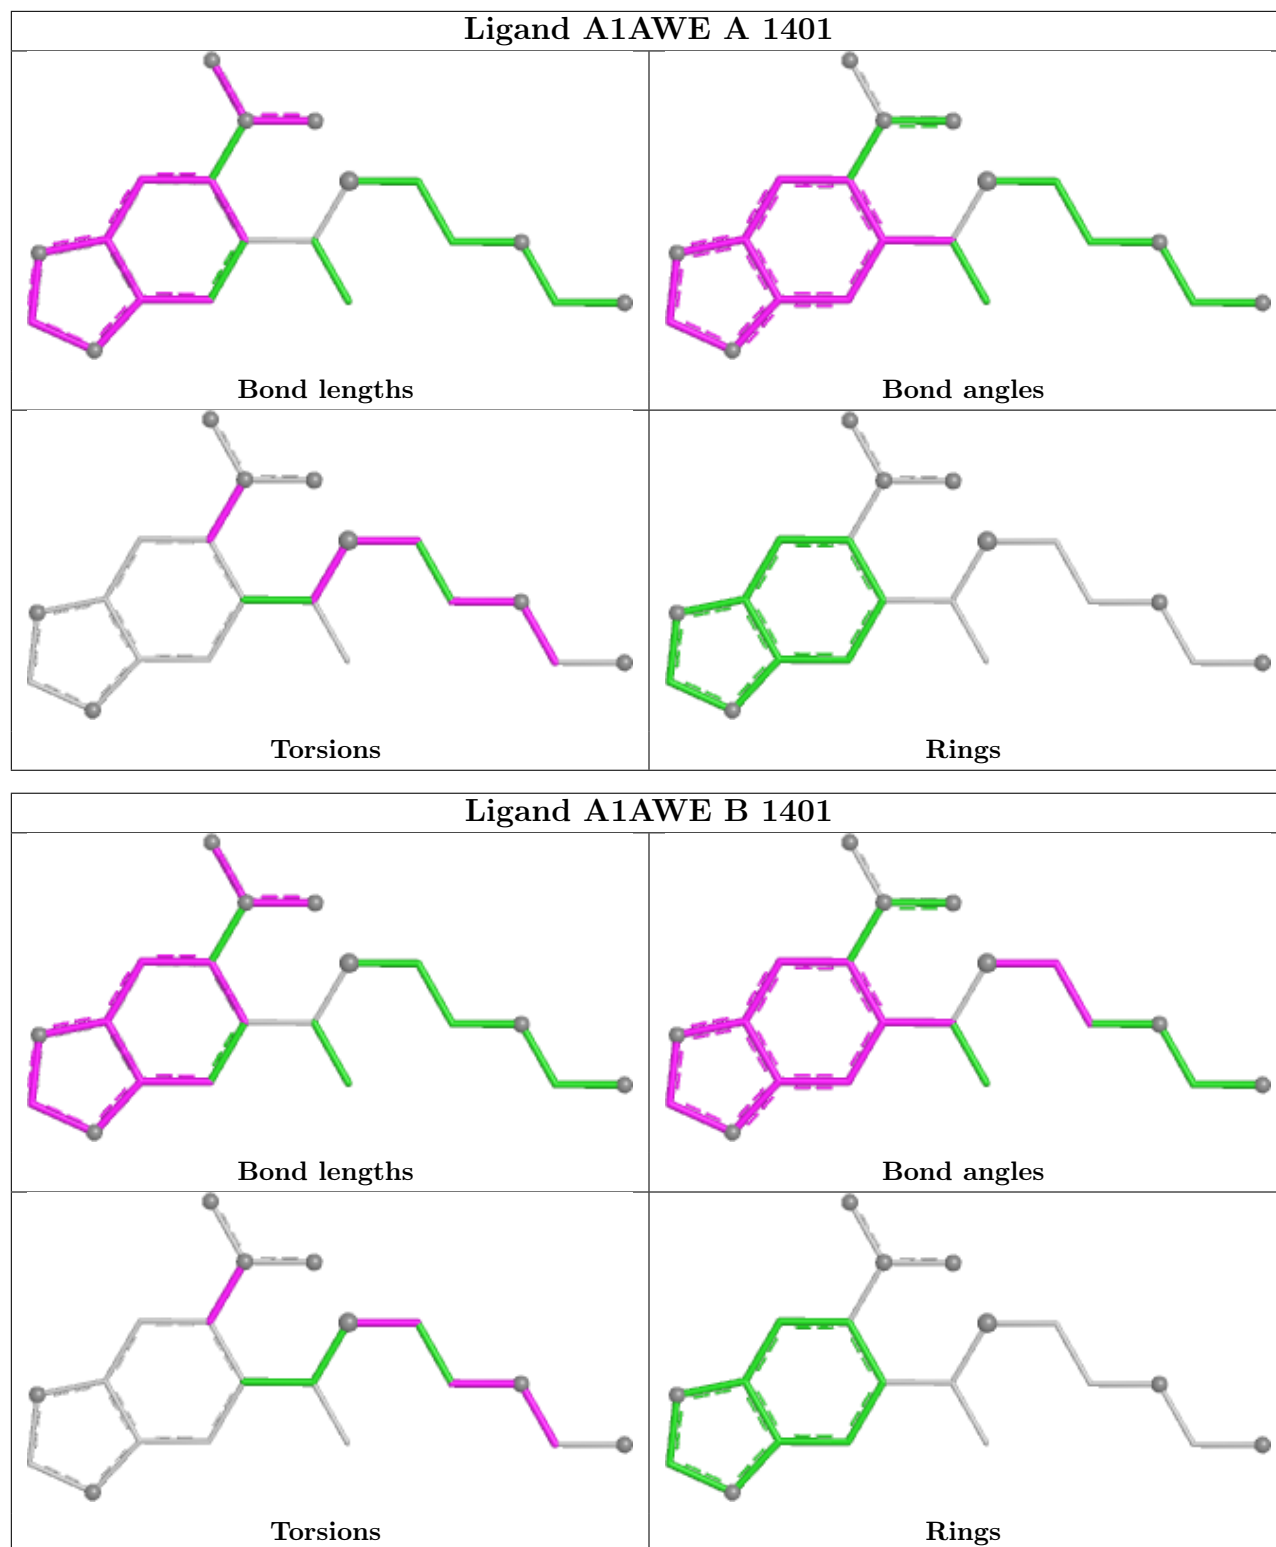 Ligand A1AWE A 1401
Bond lengths
Bond angles
Torsions
Rings
Ligand A1AWE B 1401
Bond lengths
Bond angles
Torsions
Rings